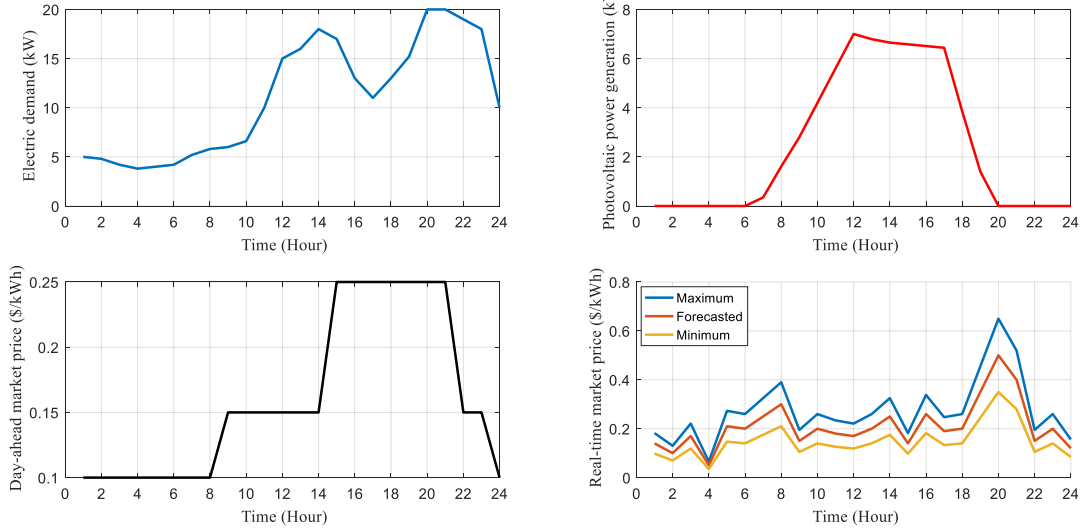 Electric demand (kW)
20
15
10
5
0
0 2 4 6 8 10 12 14 16 18 20 22 24
Time (Hour)
Photovoltaic power generation (k
8
6
4
2
0
0 2 4 6 8 10 12 14 16 18 20 22 24
Time (Hour)
Day-ahead market price ($/kWh)
0.25
0.2
0.15
0.1
0 2 4 6 8 10 12 14 16 18 20 22 24
Time (Hour)
Real-time market price ($/kWh)
0.8
0.6
0.4
0.2
0
Maximum
Forecasted
Minimum
0 2 4 6 8 10 12 14 16 18 20 22 24
Time (Hour)